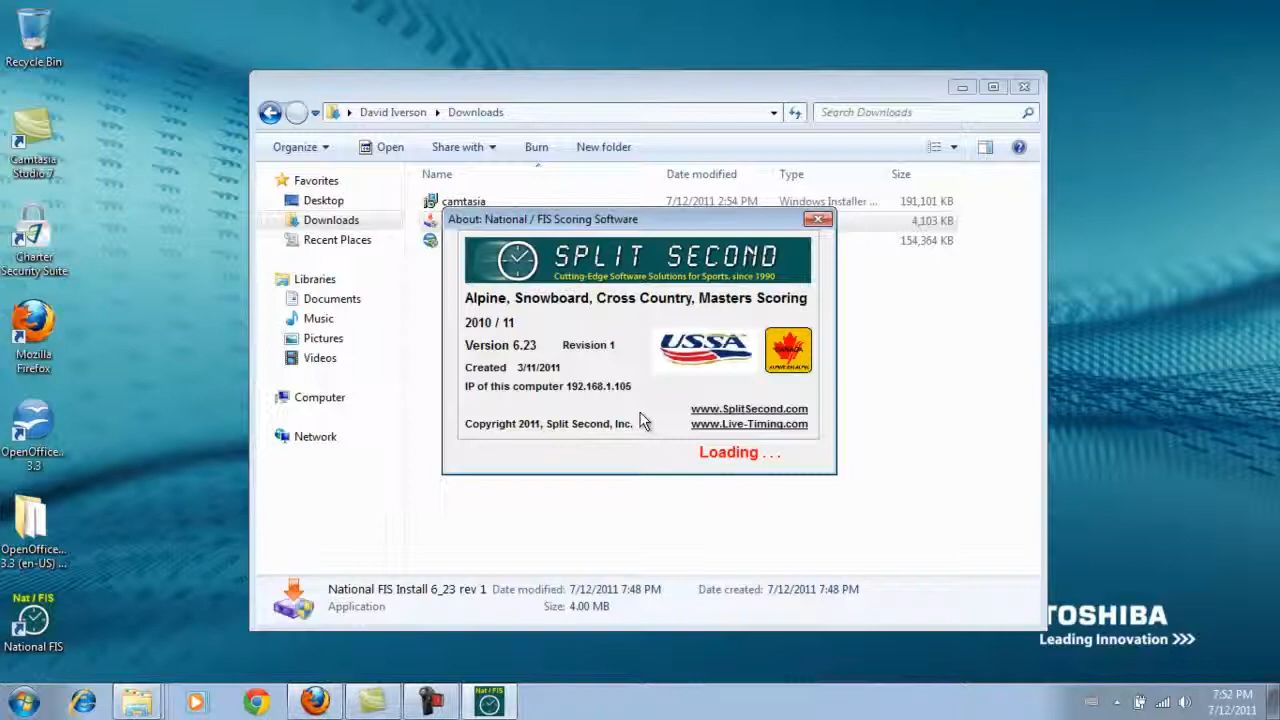 Recycle Bin
Camtasia
Studio 7
Charter
Security Suite
Mozilla
Firefox
OpenOffice...
3.3
OpenOffice...
3.3 (en-US) ...
Nat / FIS
National FIS
David Iverson
Downloads
Search Downloads
Organize
Open
Share with
Burn
New folder
Favorites
Desktop
Downloads
Recent Places
Libraries
Documents
Music
Pictures
Videos
Computer
Network
Name Date modified Type Size
camtasia 7/12/2011 2:54 PM Windows Installer ... 191,101 KB
4,103 KB
154,364 KB
About: National / FIS Scoring Software
SPLIT SECOND
Cutting-Edge Software Solutions for Sports, since 1990
Alpine, Snowboard, Cross Country, Masters Scoring
2010 / 11
Version 6.23 Revision 1
USSA
Created 3/11/2011
IP of this computer 192.168.1.105
www.SplitSecond.com
Copyright 2011, Split Second, Inc. www.Live-Timing.com
Loading . . .
National FIS Install 6_23 rev 1 Date modified: 7/12/2011 7:48 PM Date created: 7/12/2011 7:48 PM
Application Size: 4.00 MB
TOSHIBA
Leading Innovation >>>
Nat / FIS
7:52 PM
7/12/2011